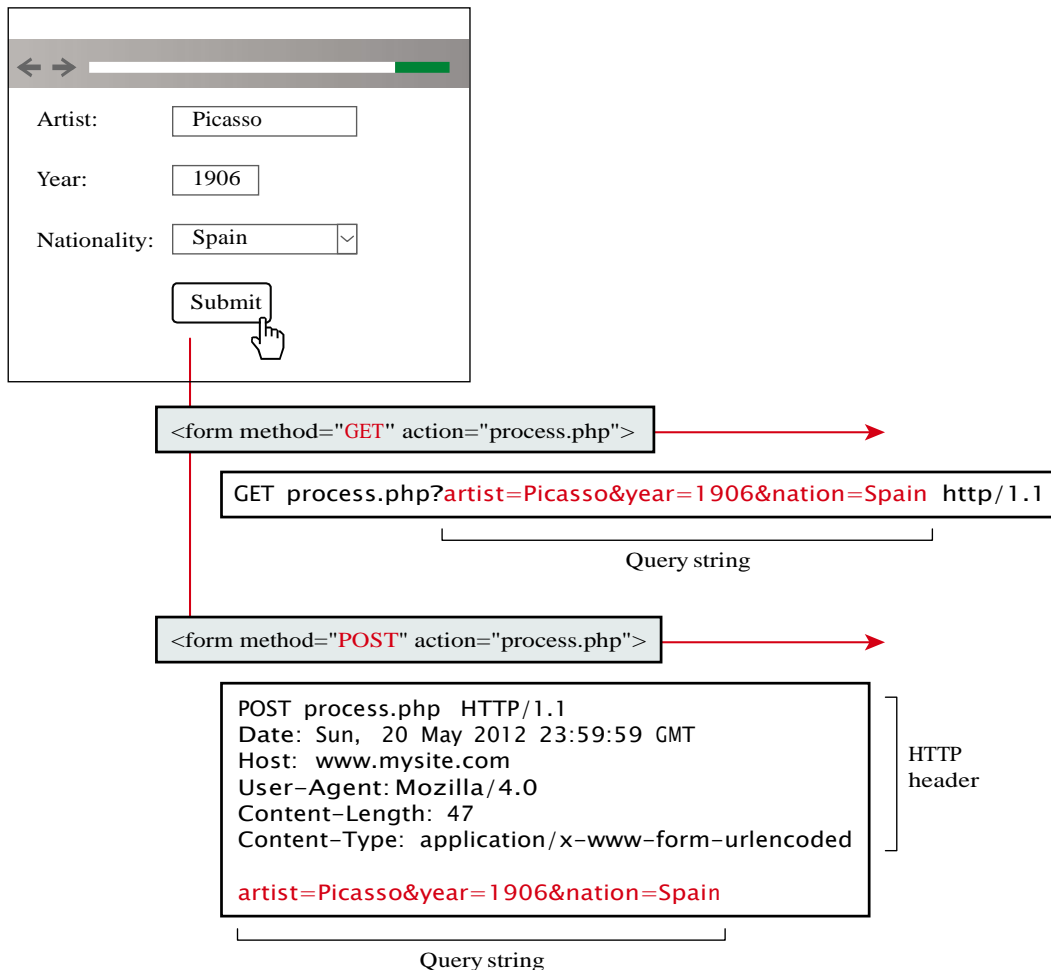 Artist: Picasso
Year: 1906
Nationality: Spain
Submit
<form method="GET" action="process.php">
GET process.php?artist=Picasso&year=1906&nation=Spain http/1.1
Query string
<form method="POST" action="process.php">
POST process.php HTTP/1.1
Date: Sun, 20 May 2012 23:59:59 GMT
Host: www.mysite.com
User-Agent: Mozilla/4.0
Content-Length: 47
Content-Type: application/x-www-form-urlencoded
HTTP
header
artist=Picasso&year=1906&nation=Spain
Query string